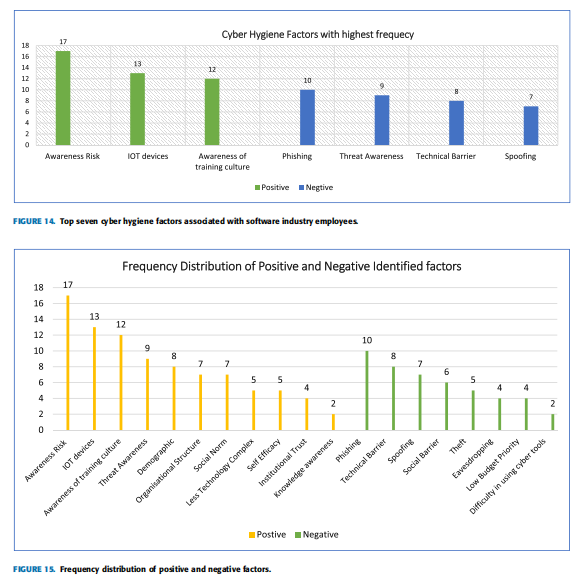 Cyber Hygiene Factors with highest frequecy
18
16
14
12
10
8
6
4
2
0
17
13
12
10
9
8
7
Awareness Risk
IOT devices
Awareness of
training culture
Phishing
Threat Awareness
Technical Barrier
Spoofing
Positive
Negtive
FIGURE 14. Top seven cyber hygiene factors associated with software industry employees.
Frequency Distribution of Positive and Negative Identified factors
18
16
14
12
10
8
6
4
2
0
17
13
12
9
8
7
7
5
5
4
2
10
8
7
6
5
4
4
2
Awareness Risk
IOT devices
Awareness of training culture
Threat Awareness
Demographic
Organisational Structure
Social Norm
Less Technology Complex
Self Efficacy
Institutional Trust
Knowledge awareness
Phishing
Technical Barrier
Spoofing
Social Barrier
Theft
Eavesdropping
Low Budget Priority
Difficulty in using cyber tools
Postive
Negative
FIGURE 15. Frequency distribution of positive and negative factors.